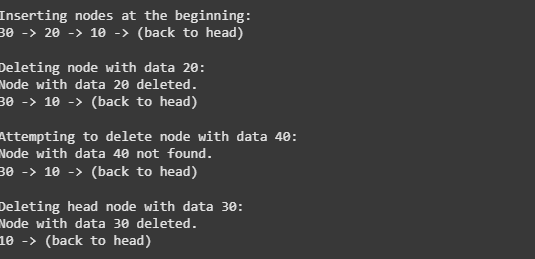 Inserting nodes at the beginning:
30 -> 20 -> 10 -> (back to head)
Deleting node with data 20:
Node with data 20 deleted.
30 -> 10 -> (back to head)
Attempting to delete node with data 40:
Node with data 40 not found.
30 -> 10 -> (back to head)
Deleting head node with data 30:
Node with data 30 deleted.
10 -> (back to head)